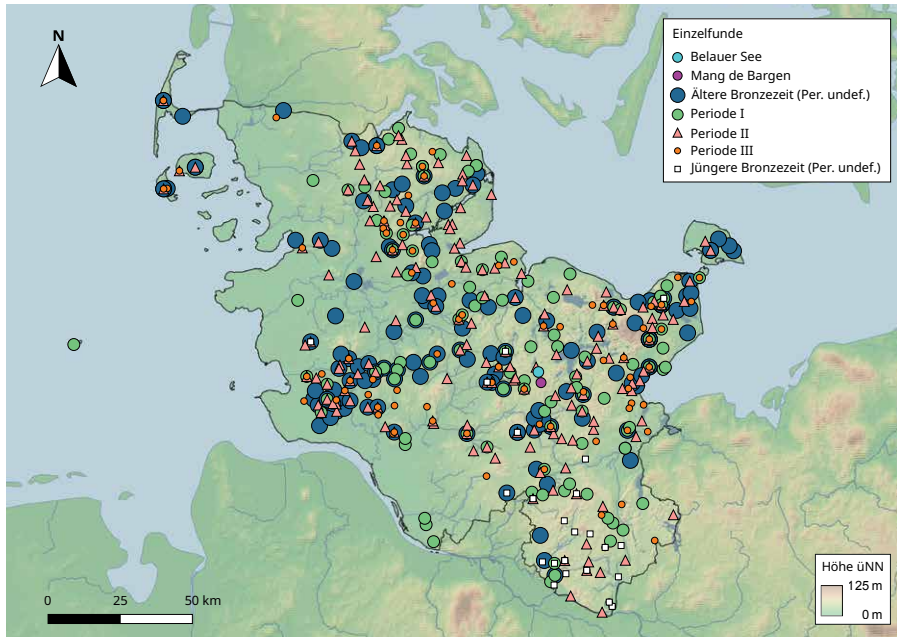 N
Einzelfunde
Belauer See
Mang de Bargen
Ältere Bronzezeit (Per. undef.)
Periode I
Periode II
Periode III
Jüngere Bronzezeit (Per. undef.)
Höhe üNN
125 m
0 m
0 25 50 km